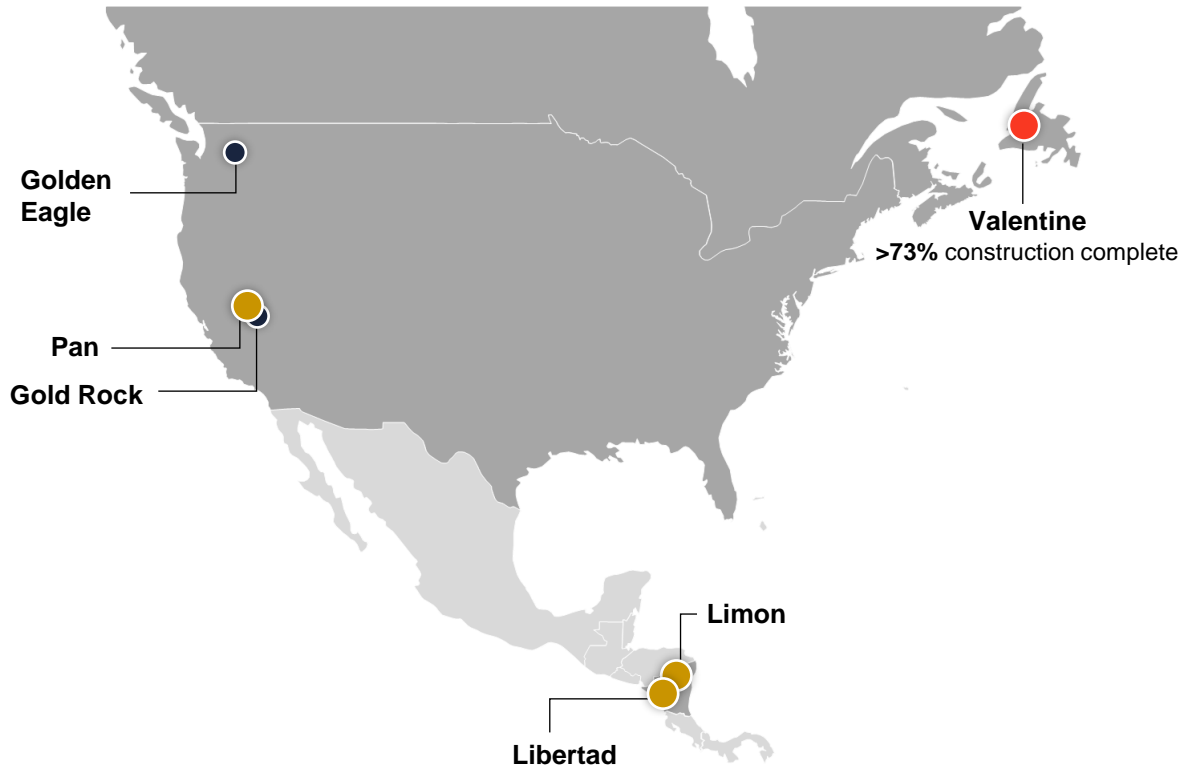 Golden
Eagle
Valentine
>73% construction complete
Pan
Gold Rock
Limon
Libertad